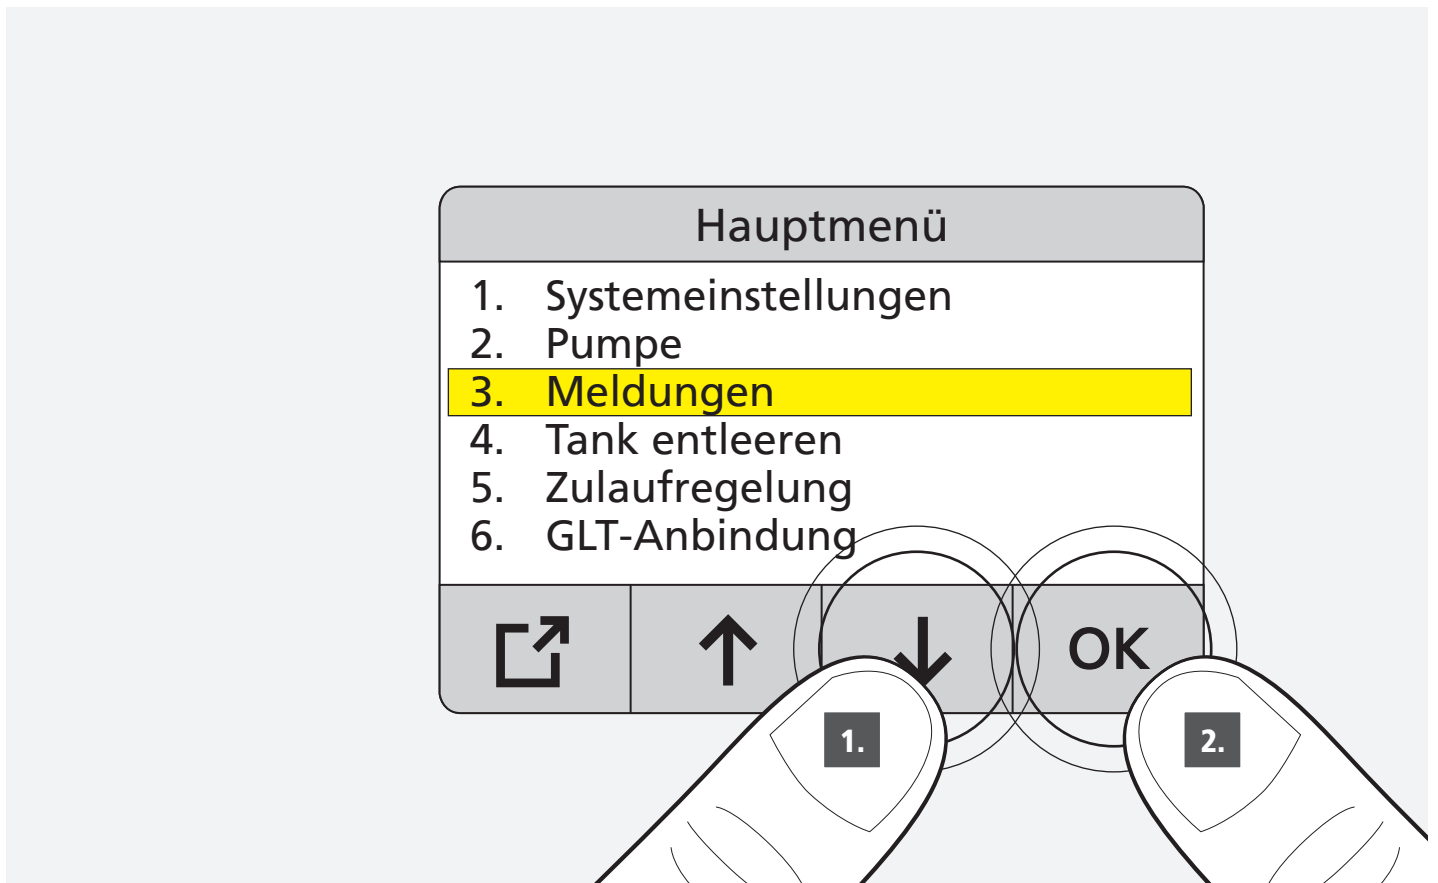 Hauptmenü
1. Systemeinstellungen
2. Pumpe
3. Meldungen
4. Tank entleeren
5. Zulaufregelung
6. GLT-Anbindung
OK
1.
2.